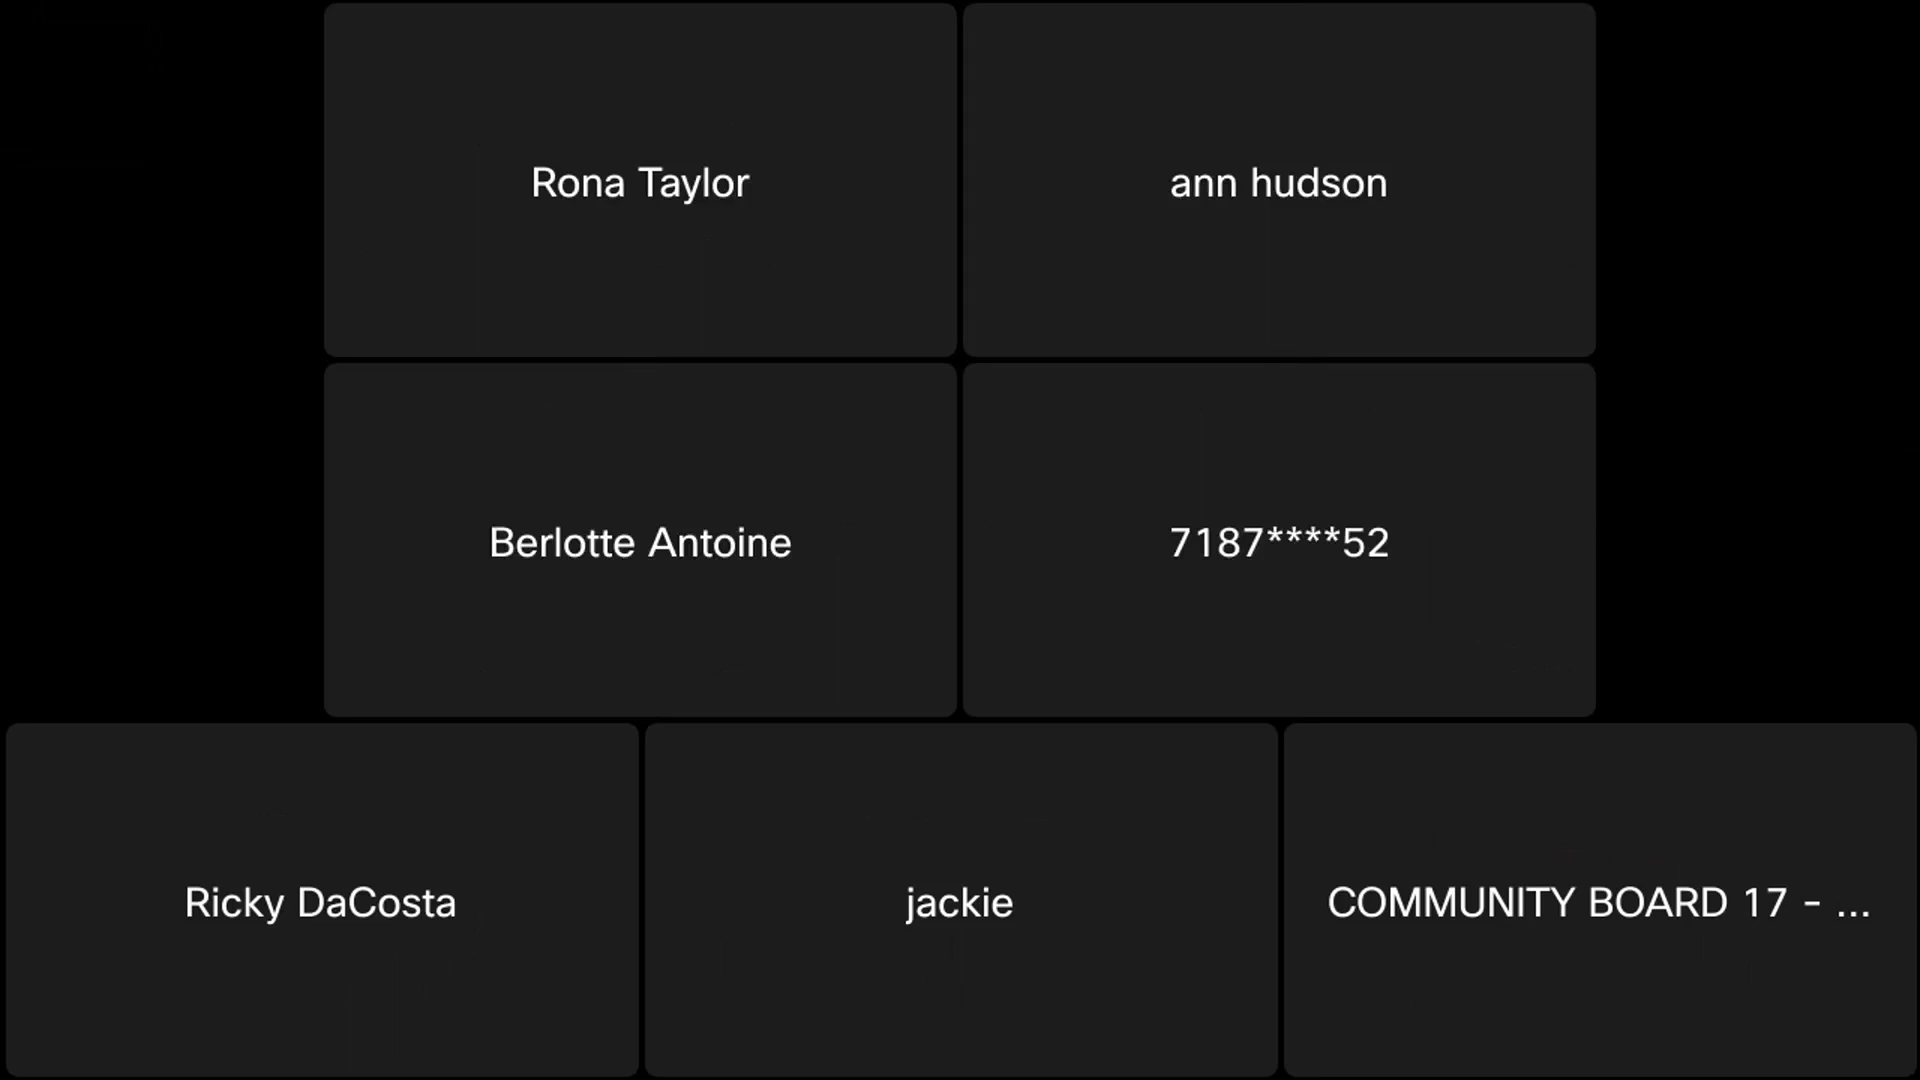 Rona Taylor
ann hudson
Berlotte Antoine
7187****52
Ricky DaCosta
jackie
COMMUNITY BOARD 17 - ...